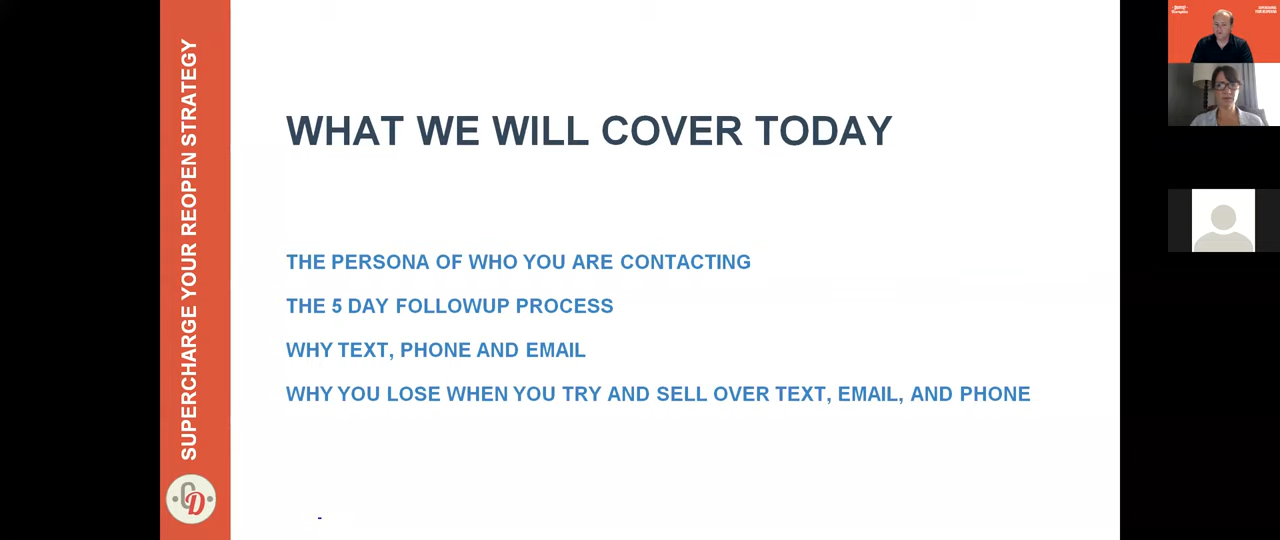 SUPERCHARGE YOUR REOPEN STRATEGY
CD
WHAT WE WILL COVER TODAY
THE PERSONA OF WHO YOU ARE CONTACTING
THE 5 DAY FOLLOWUP PROCESS
WHY TEXT, PHONE AND EMAIL
WHY YOU LOSE WHEN YOU TRY AND SELL OVER TEXT, EMAIL, AND PHONE
-